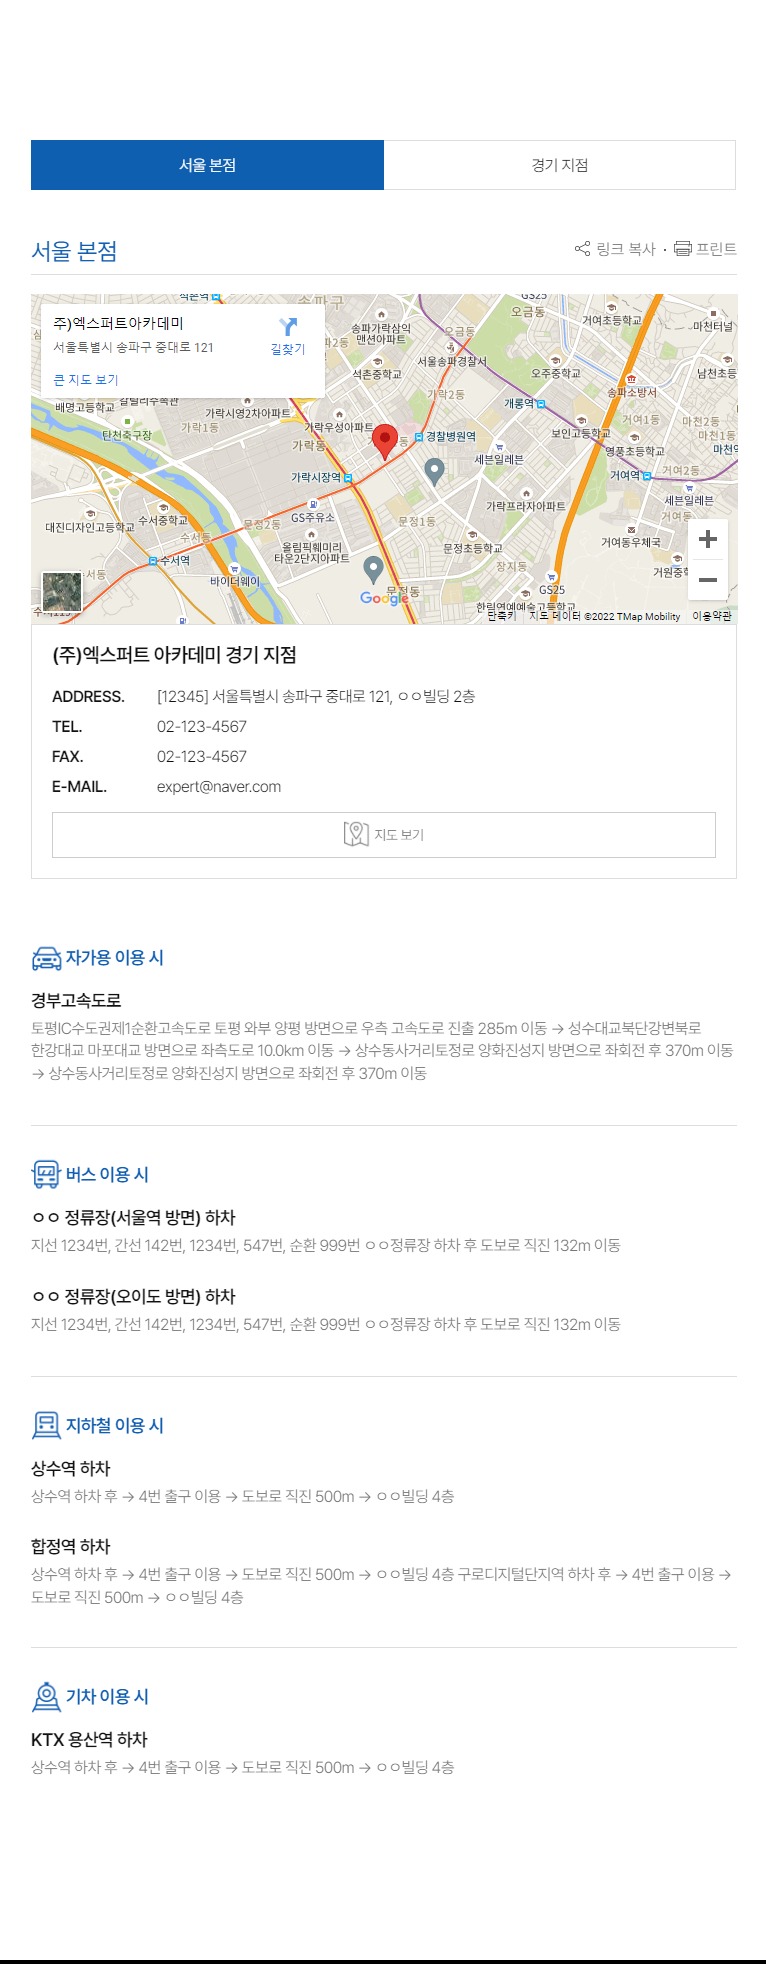 서울 본점
경기 지점
서울 본점
링크 복사 · 프린트
석촌역
송파구
GS25
주)엑스퍼트아카데미
서울특별시 송파구 중대로 121
길찾기
큰 지도 보기
송파가락삼익
맨션아파트
오금동
오금동
거여초등학교
마천터널
석촌중학교
서울송파경찰서
오주중학교
남천초등
송파소방서
배명고등학교
탄천축구장
가락1동
가락시영2차아파트
가락우성아파트
가락2동
개롱역
거여1동
마천2동
마천1동
가락동
경찰병원역
보인고등학교
명풍초등학교
세븐일레븐
거여역
거여2동
가락시장역
세븐일레븐
가락프라자아파트
거여동
대진디자인고등학교
수서중학교
수서동
문정2동
GS주유소
문정1동
올림픽훼미리
타운2단지아파트
문정초등학교
거여동우체국
수서역
장지동
바이더웨이
문정동
GS25
한림연예예술고등학교
Google
단축키
지도 데이터 ©2022 TMap Mobility
이용약관
(주)엑스퍼트 아카데미 경기 지점
ADDRESS. [12345] 서울특별시 송파구 중대로 121, ㅇㅇ빌딩 2층
TEL. 02-123-4567
FAX. 02-123-4567
E-MAIL. expert@naver.com
지도 보기
자가용 이용 시
경부고속도로
토평IC수도권제1순환고속도로 토평 와부 양평 방면으로 우측 고속도로 진출 285m 이동 → 성수대교북단강변북로
한강대교 마포대교 방면으로 좌측도로 10.0km 이동 → 상수동사거리토정로 양화진성지 방면으로 좌회전 후 370m 이동
→ 상수동사거리토정로 양화진성지 방면으로 좌회전 후 370m 이동
버스 이용 시
ㅇㅇ 정류장(서울역 방면) 하차
지선 1234번, 간선 142번, 1234번, 547번, 순환 999번 ㅇㅇ정류장 하차 후 도보로 직진 132m 이동
ㅇㅇ 정류장(오이도 방면) 하차
지선 1234번, 간선 142번, 1234번, 547번, 순환 999번 ㅇㅇ정류장 하차 후 도보로 직진 132m 이동
지하철 이용 시
상수역 하차
상수역 하차 후 → 4번 출구 이용 → 도보로 직진 500m → ㅇㅇ빌딩 4층
합정역 하차
상수역 하차 후 → 4번 출구 이용 → 도보로 직진 500m → ㅇㅇ빌딩 4층 구로디지털단지역 하차 후 → 4번 출구 이용 →
도보로 직진 500m → ㅇㅇ빌딩 4층
기차 이용 시
KTX 용산역 하차
상수역 하차 후 → 4번 출구 이용 → 도보로 직진 500m → ㅇㅇ빌딩 4층